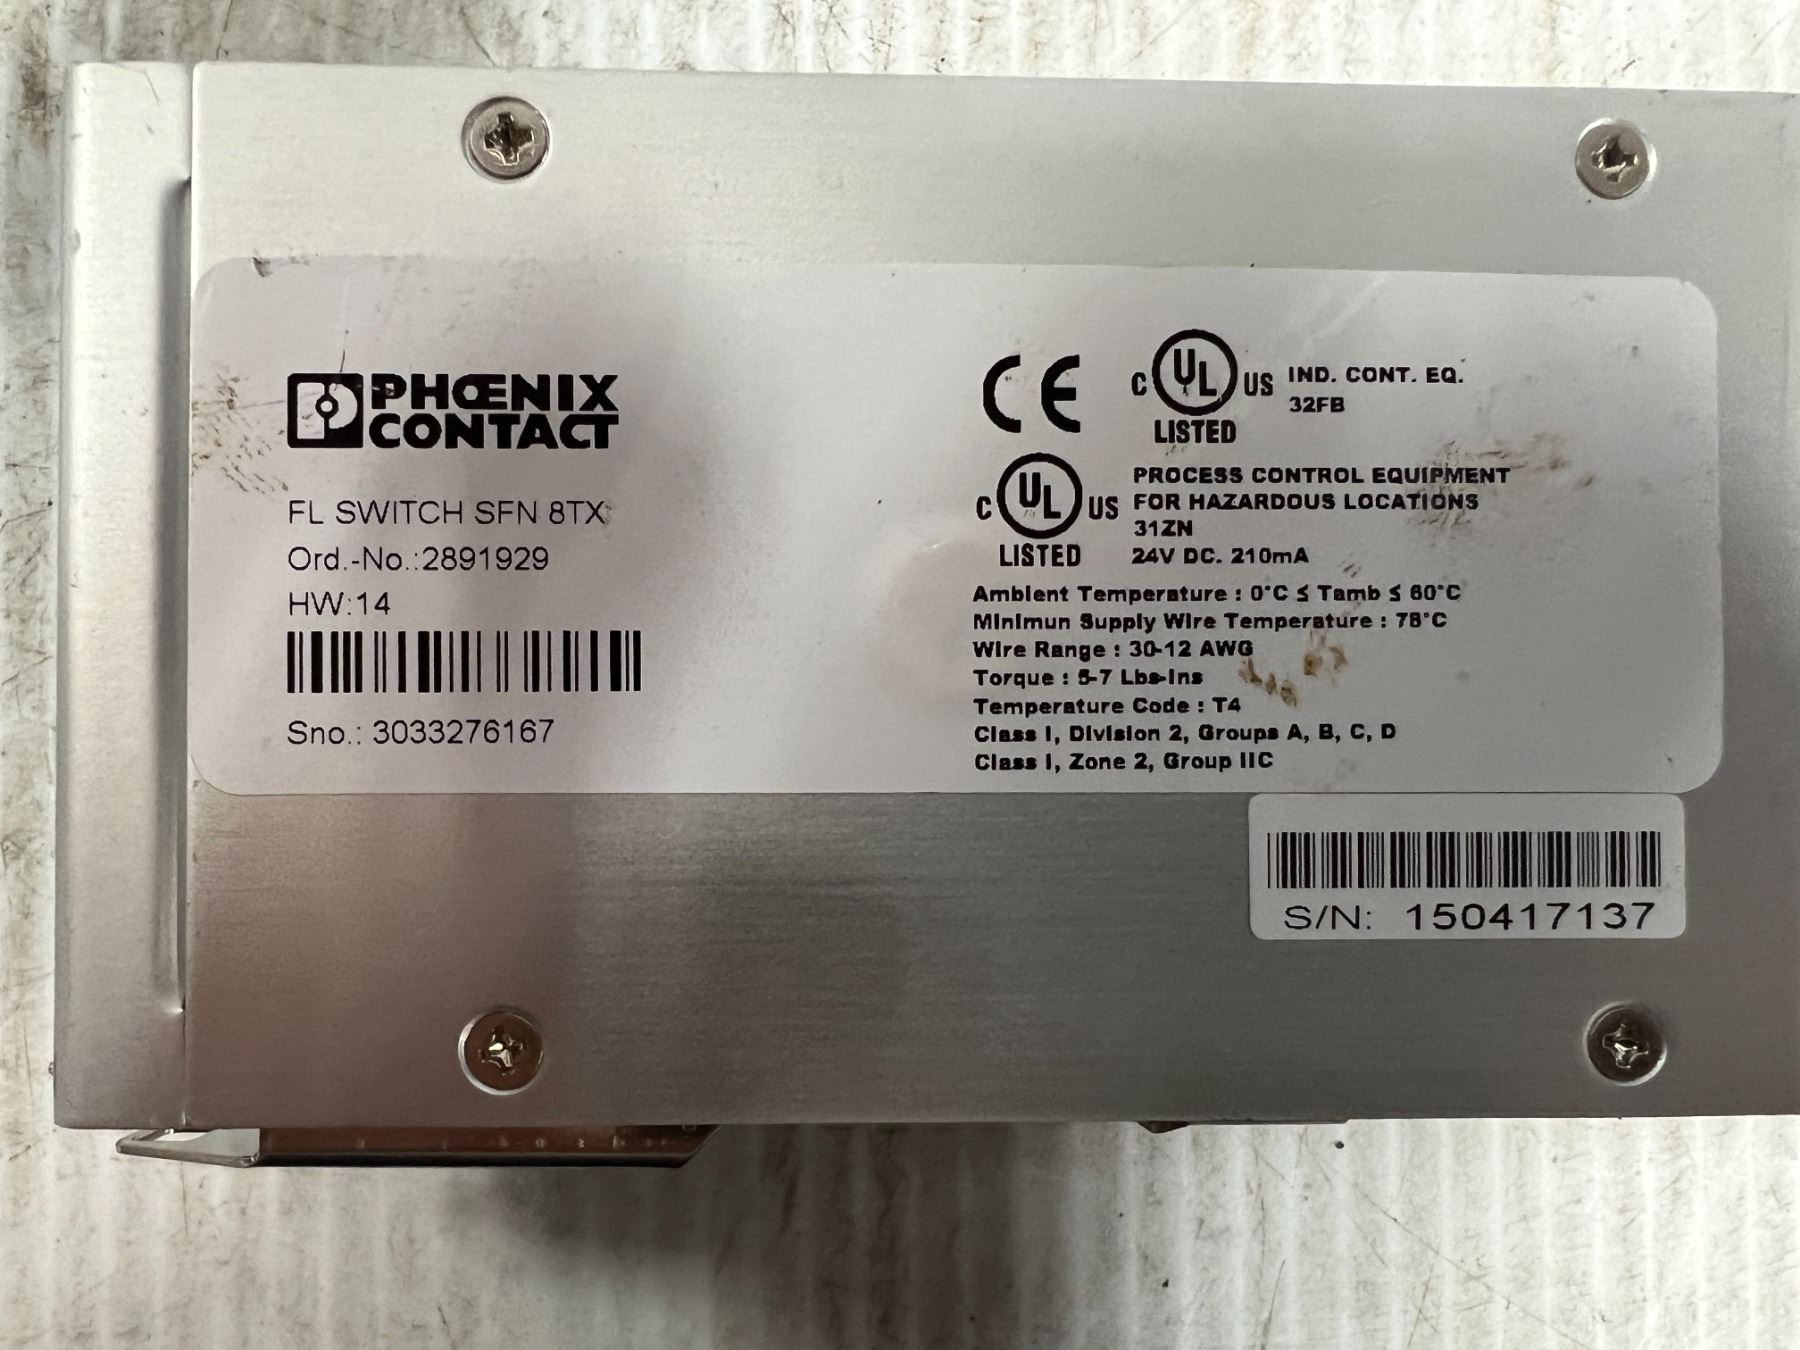 PHŒNIX
CONTACT
FL SWITCH SFN 8TX
Ord.-No.:2891929
HW:14
Sno.: 3033276167
CE
C UL US IND. CONT. EQ.
LISTED 32FB
C UL US PROCESS CONTROL EQUIPMENT
LISTED FOR HAZARDOUS LOCATIONS
31ZN
24V DC. 210mA
Ambient Temperature : 0°C ≤ Tamb ≤ 60°C
Minimun Supply Wire Temperature : 78°C
Wire Range : 30-12 AWG
Torque : 5-7 Lbs-Ins
Temperature Code : T4
Class I, Division 2, Groups A, B, C, D
Class I, Zone 2, Group IIC
S/N: 150417137